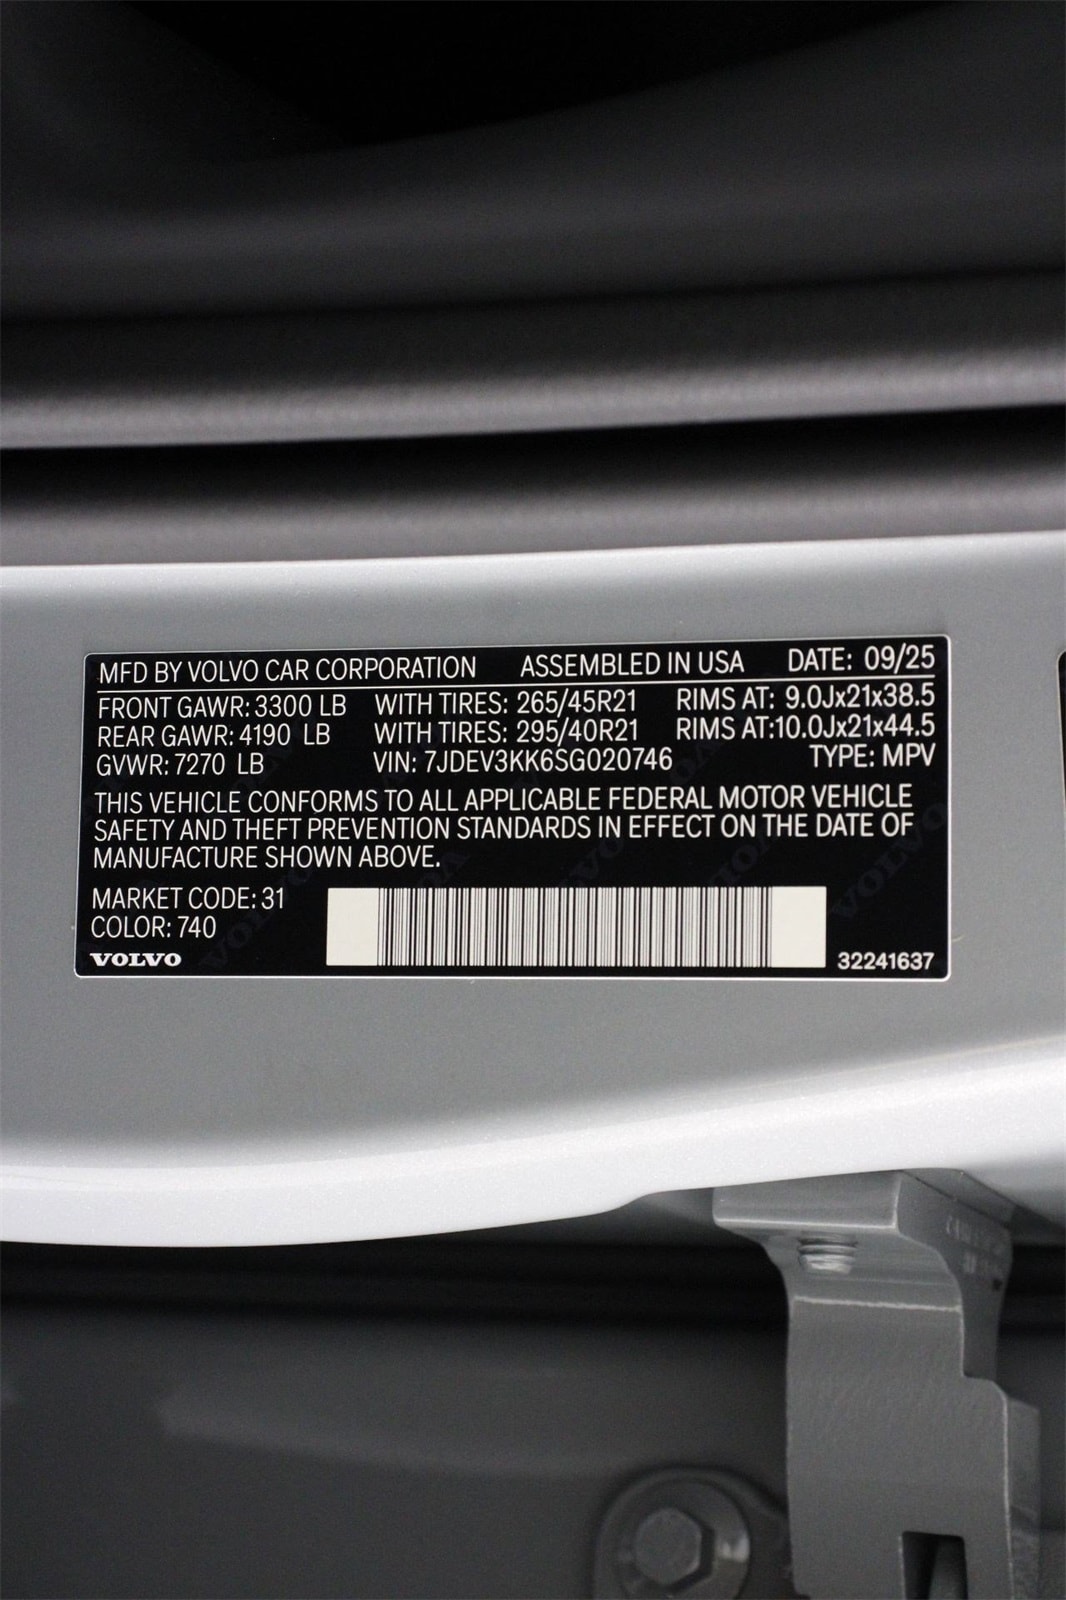 MFD BY VOLVO CAR CORPORATION ASSEMBLED IN USA DATE: 09/25
FRONT GAWR: 3300 LB WITH TIRES: 265/45R21 RIMS AT: 9.0Jx21x38.5
REAR GAWR: 4190 LB WITH TIRES: 295/40R21 RIMS AT:10.0Jx21x44.5
GVWR: 7270 LB VIN: 7JDEV3KK6SG020746 TYPE: MPV
THIS VEHICLE CONFORMS TO ALL APPLICABLE FEDERAL MOTOR VEHICLE
SAFETY AND THEFT PREVENTION STANDARDS IN EFFECT ON THE DATE OF
MANUFACTURE SHOWN ABOVE.
MARKET CODE: 31
COLOR: 740
VOLVO 32241637